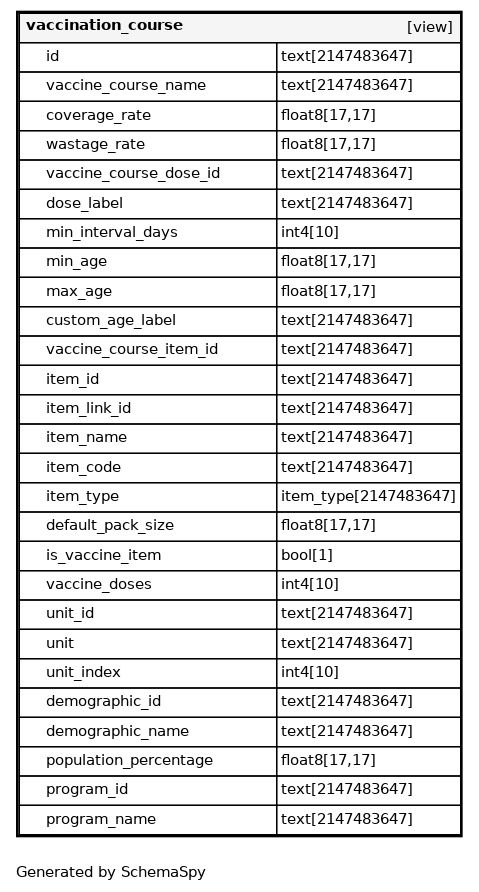 vaccination_course [view]
id text[2147483647]
vaccine_course_name text[2147483647]
coverage_rate float8[17,17]
wastage_rate float8[17,17]
vaccine_course_dose_id text[2147483647]
dose_label text[2147483647]
min_interval_days int4[10]
min_age float8[17,17]
max_age float8[17,17]
custom_age_label text[2147483647]
vaccine_course_item_id text[2147483647]
item_id text[2147483647]
item_link_id text[2147483647]
item_name text[2147483647]
item_code text[2147483647]
item_type item_type[2147483647]
default_pack_size float8[17,17]
is_vaccine_item bool[1]
vaccine_doses int4[10]
unit_id text[2147483647]
unit text[2147483647]
unit_index int4[10]
demographic_id text[2147483647]
demographic_name text[2147483647]
population_percentage float8[17,17]
program_id text[2147483647]
program_name text[2147483647]
Generated by SchemaSpy